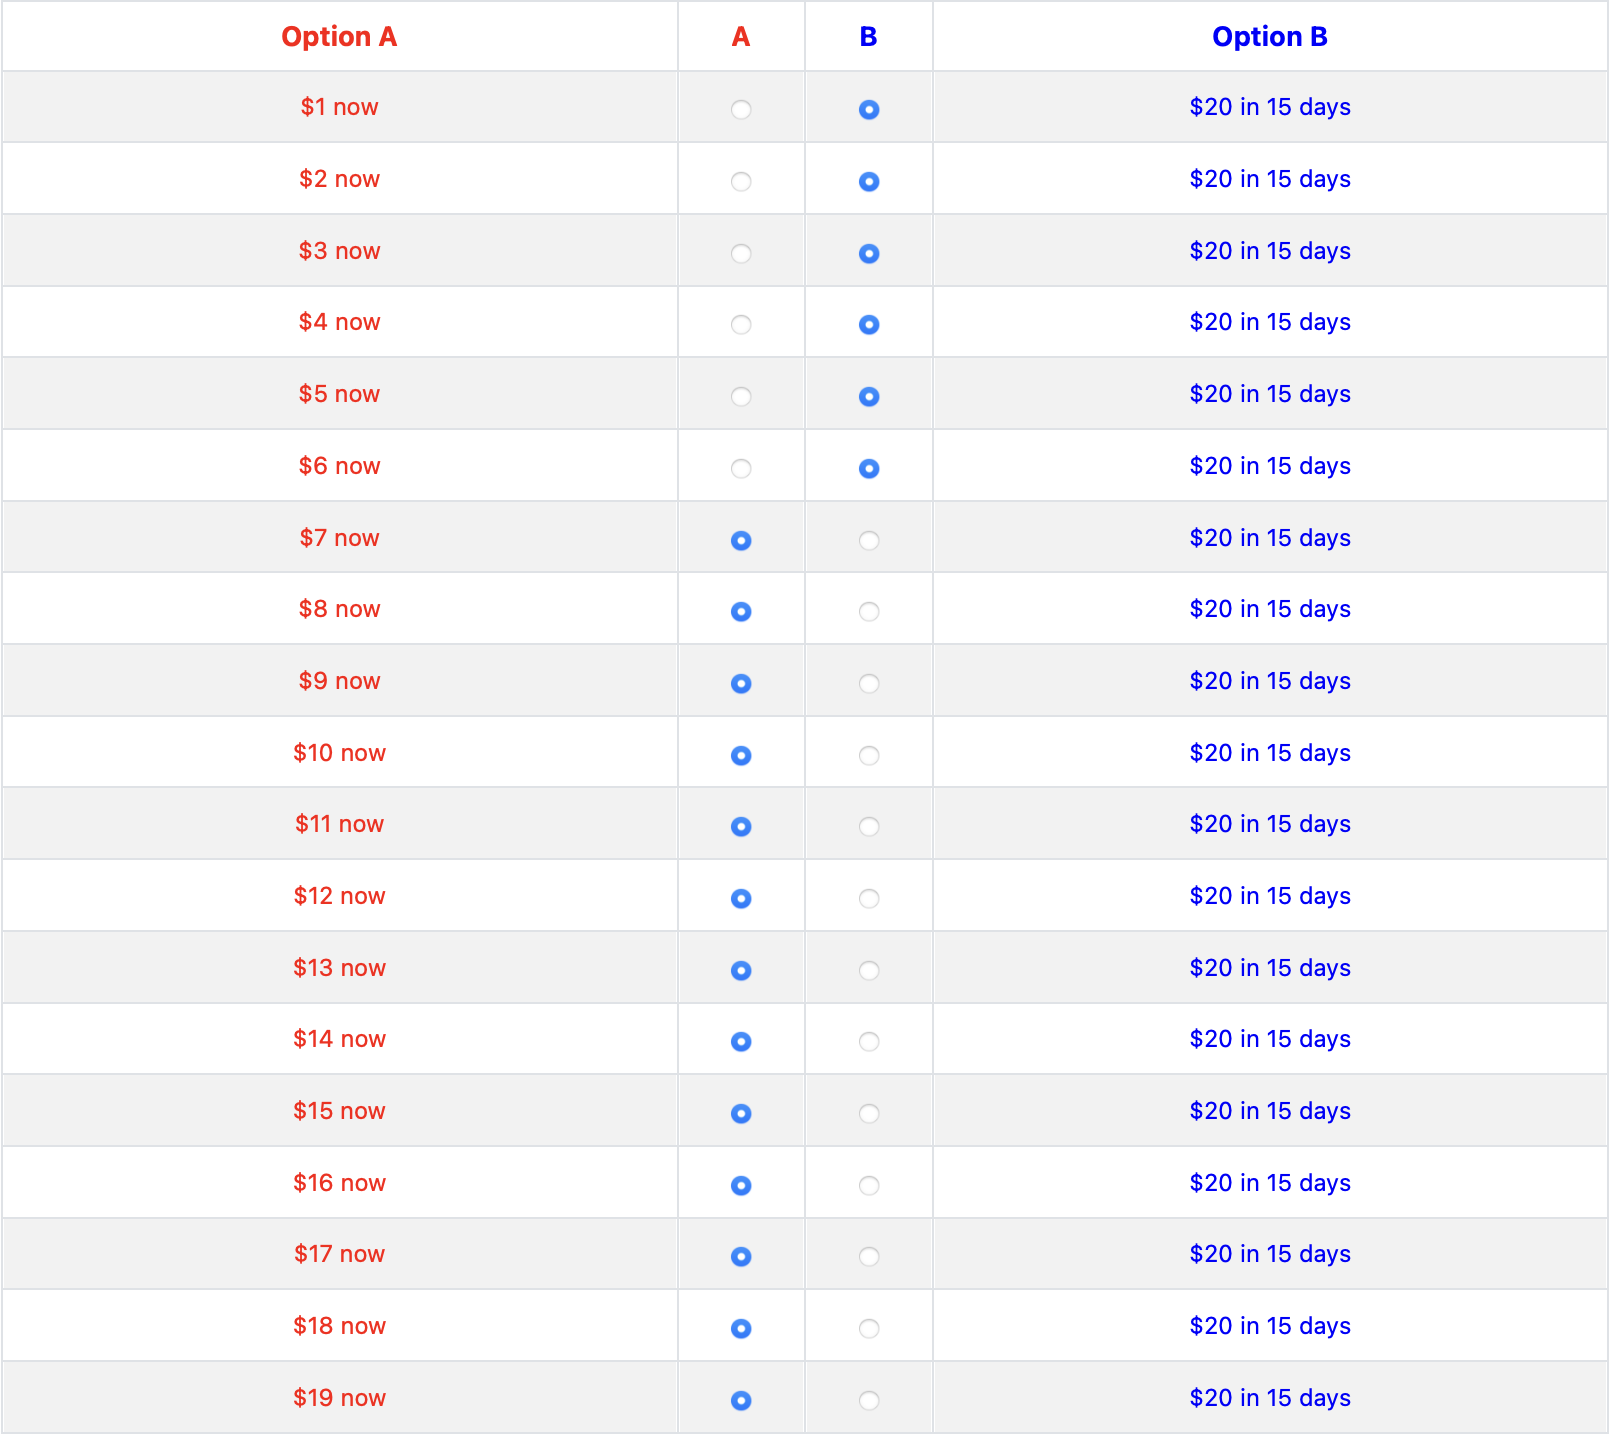 Option A A B Option B
$1 now $20 in 15 days
$2 now $20 in 15 days
$3 now $20 in 15 days
$4 now $20 in 15 days
$5 now $20 in 15 days
$6 now $20 in 15 days
$7 now $20 in 15 days
$8 now $20 in 15 days
$9 now $20 in 15 days
$10 now $20 in 15 days
$11 now $20 in 15 days
$12 now $20 in 15 days
$13 now $20 in 15 days
$14 now $20 in 15 days
$15 now $20 in 15 days
$16 now $20 in 15 days
$17 now $20 in 15 days
$18 now $20 in 15 days
$19 now $20 in 15 days